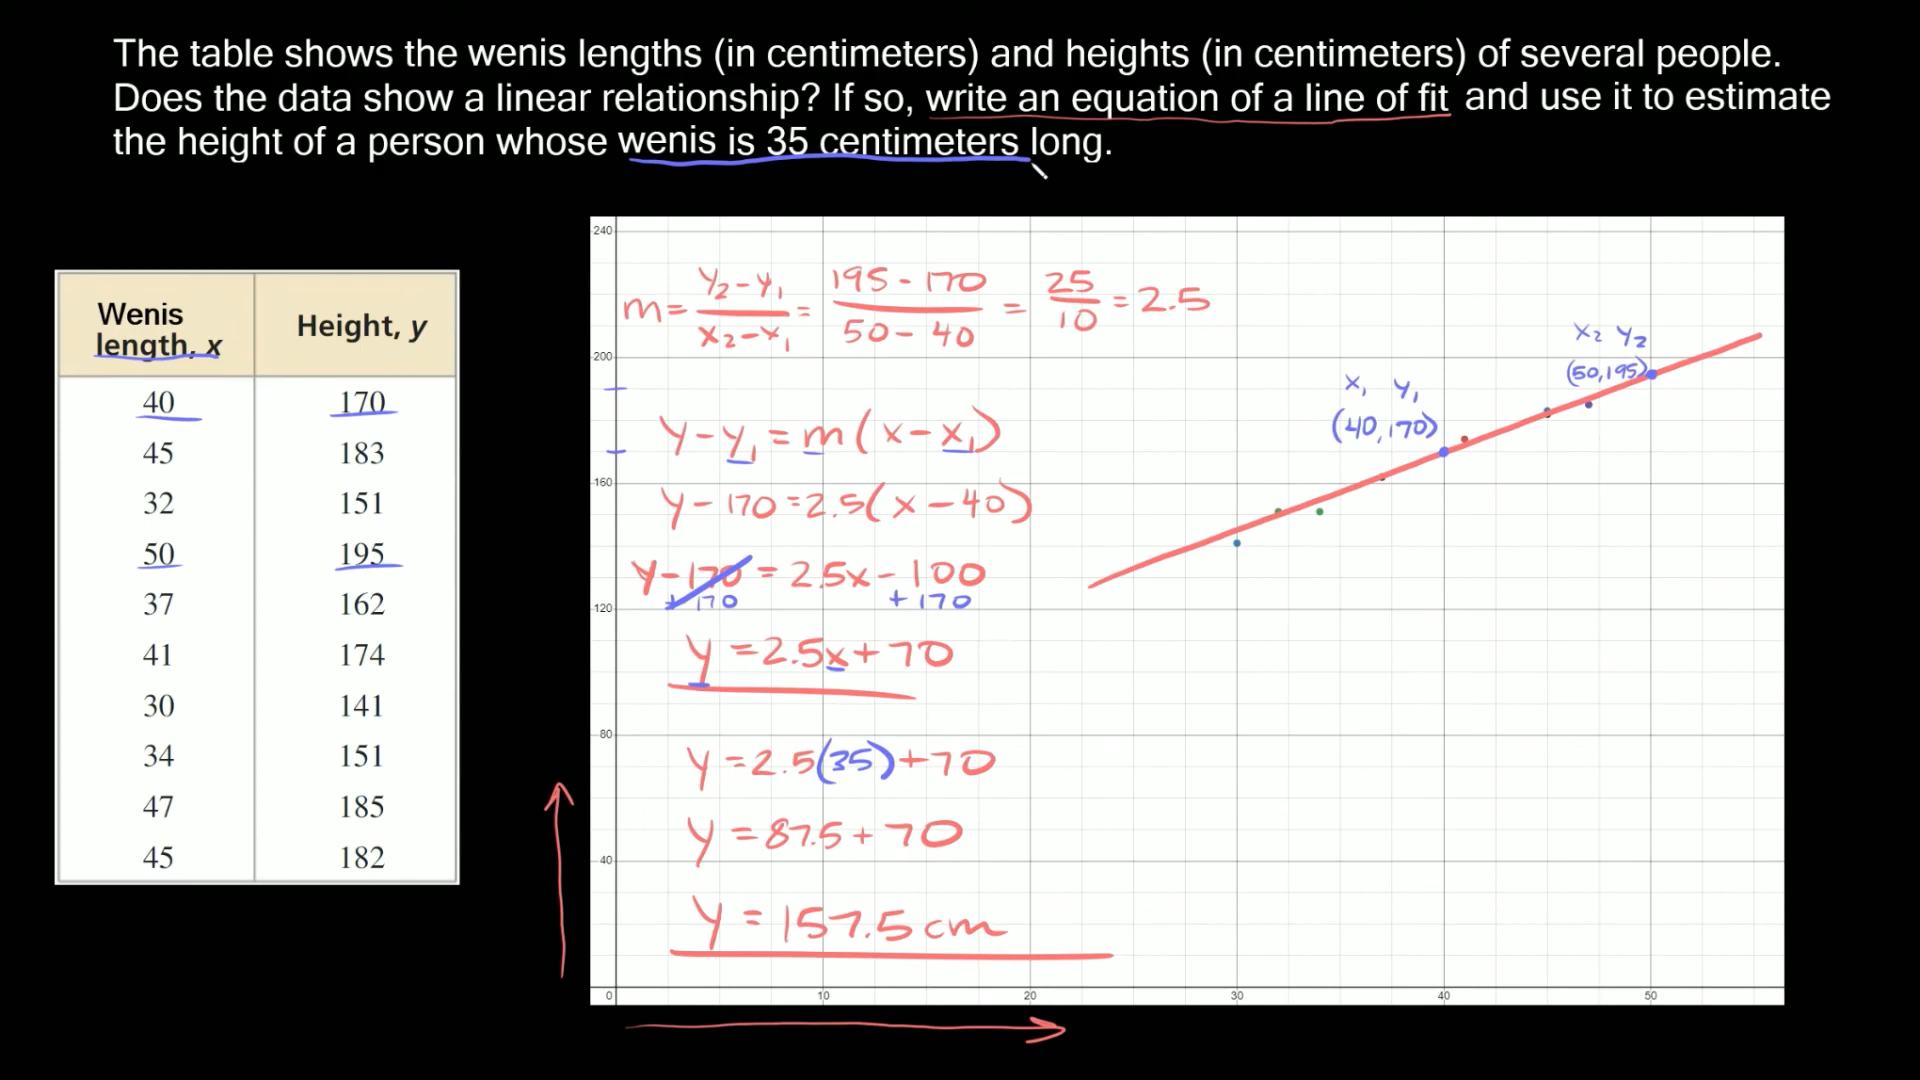 The table shows the wenis lengths (in centimeters) and heights (in centimeters) of several people.
Does the data show a linear relationship? If so, write an equation of a line of fit and use it to estimate
the height of a person whose wenis is 35 centimeters long.
Wenis
length, x
Height, y
40 170
45 183
32 151
50 195
37 162
41 174
30 141
34 151
47 185
45 182
240
200
160
120
80
40
0
10
20
30
40
50
m = y₂-y₁/x₂-x₁ = 195-170/50-40 = 25/10 = 2.5
y-y₁ = m(x-x₁)
y-170 = 2.5(x-40)
y-170 = 2.5x-100
+170 +170
y = 2.5x+70
y = 2.5(35)+70
y = 87.5+70
y = 157.5 cm
x₁ y₁
(40,170)
x₂ y₂
(50,195)